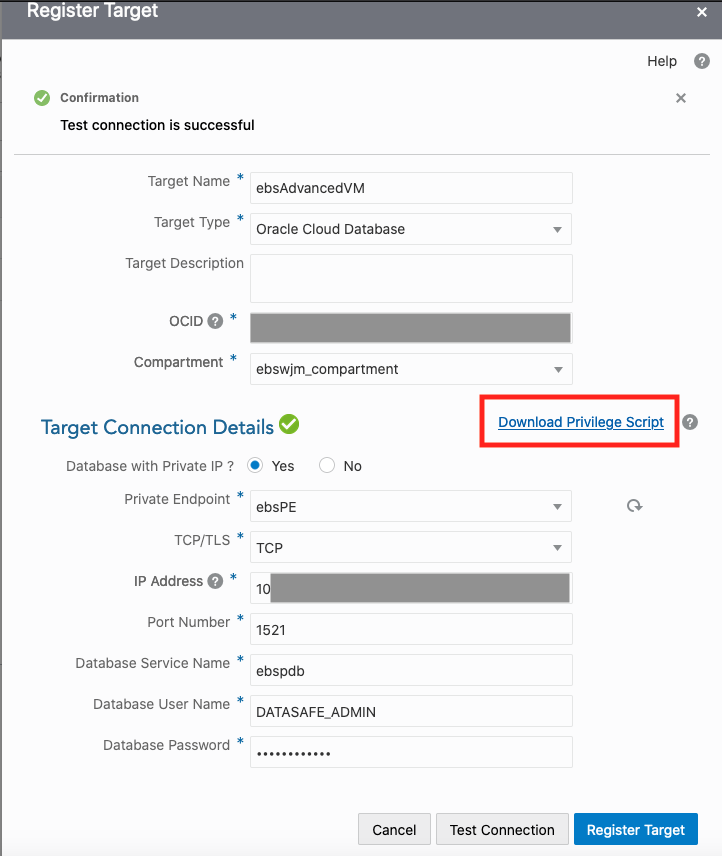 Register Target
Help
Confirmation
Test connection is successful
Target Name * ebsAdvancedVM
Target Type * Oracle Cloud Database
Target Description
OCID ? *
Compartment * ebswjm_compartment
Target Connection Details
Download Privilege Script ?
Database with Private IP ? Yes No
Private Endpoint * ebsPE
TCP/TLS * TCP
IP Address ? * 10
Port Number * 1521
Database Service Name * ebspdb
Database User Name * DATASAFE_ADMIN
Database Password * ••••••••••••
Cancel Test Connection Register Target